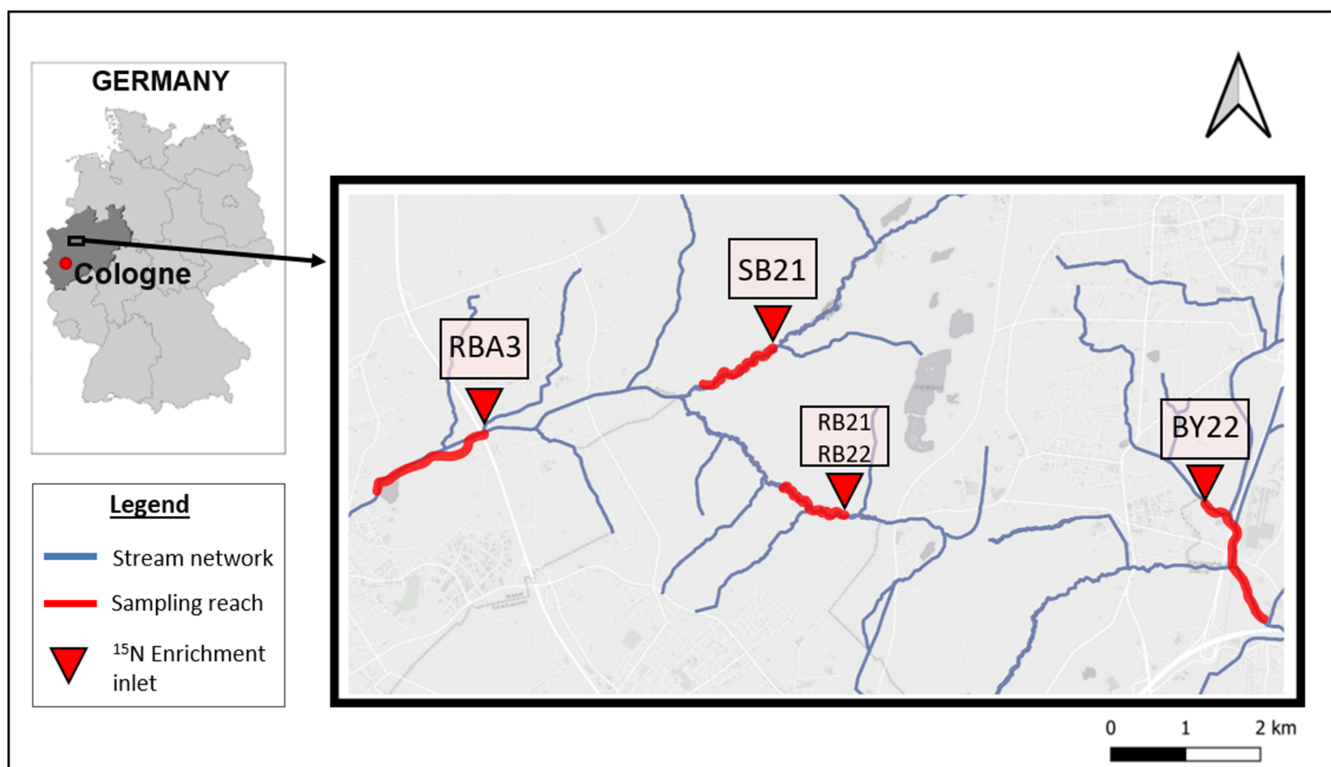 GERMANY
Cologne
Legend
Stream network
Sampling reach
¹⁵N Enrichment
inlet
RBA3
SB21
RB21
RB22
BY22
0 1 2 km